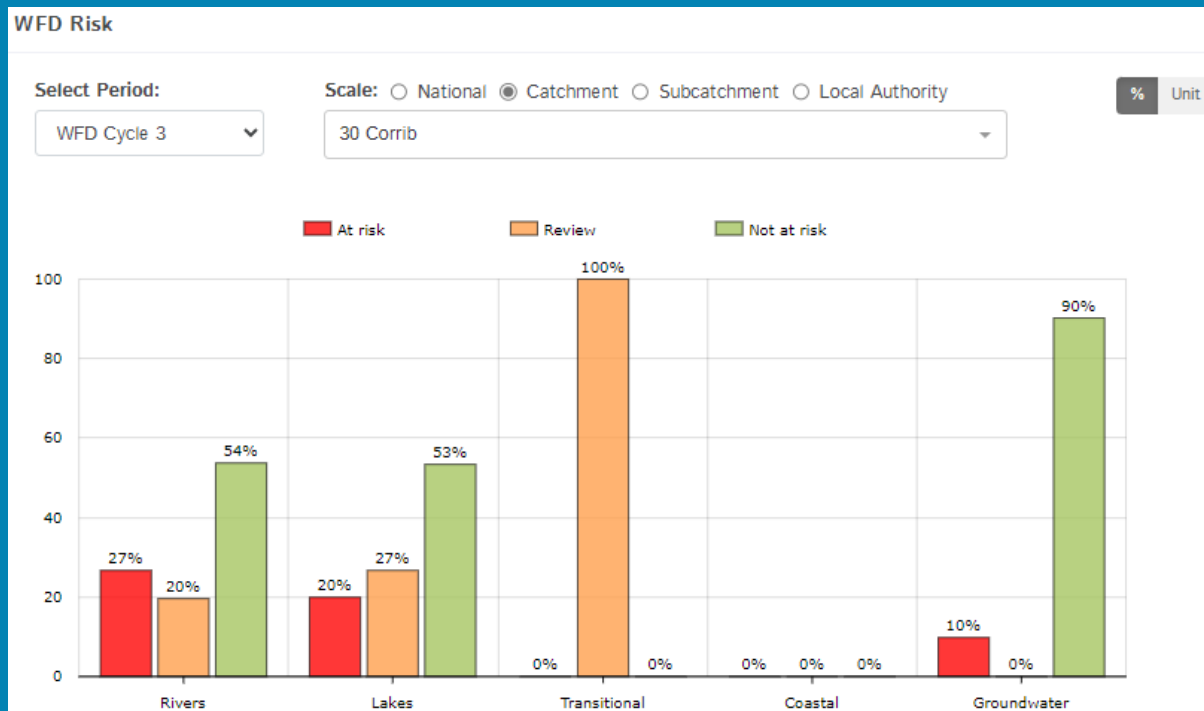 WFD Risk
Select Period: Scale: National Catchment Subcatchment Local Authority % Unit
WFD Cycle 3 30 Corrib
At risk Review Not at risk
100%
100
90%
80
60
54% 53%
40
27% 27%
20% 20%
20
10%
0% 0% 0% 0% 0% 0%
0
Rivers Lakes Transitional Coastal Groundwater